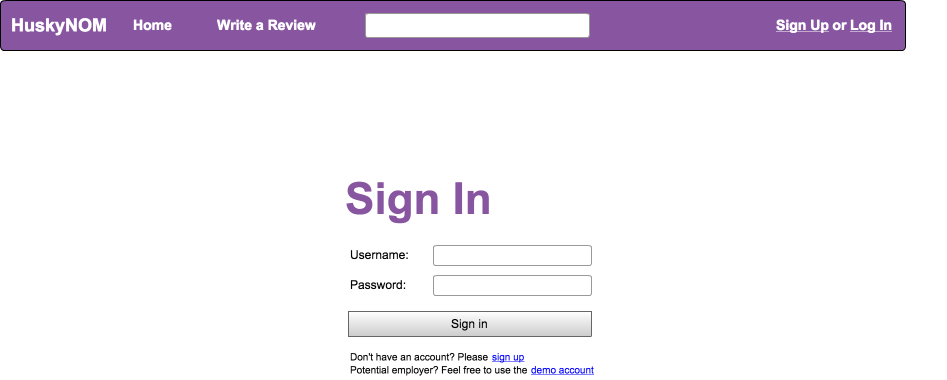 HuskyNOM Home Write a Review Sign Up or Log In
Sign In
Username:
Password:
Sign in
Don't have an account? Please sign up
Potential employer? Feel free to use the demo account